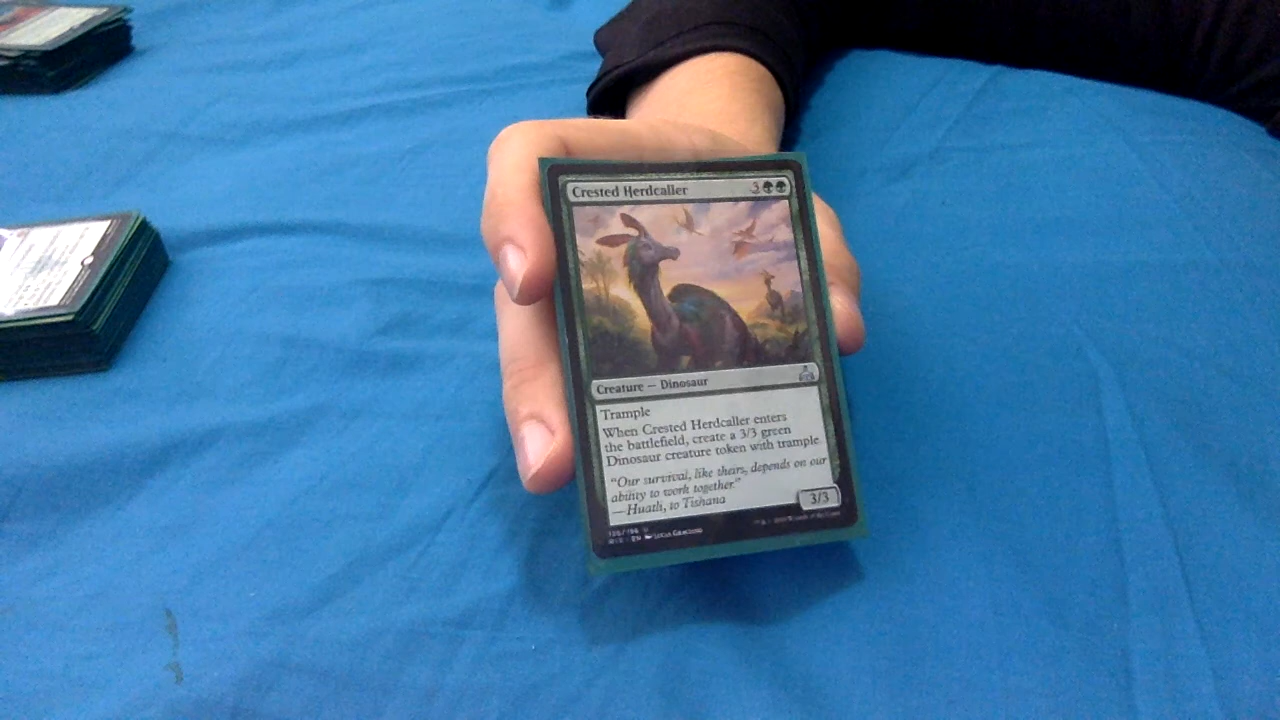 Crested Herdcaller 3
Creature — Dinosaur
Trample
When Crested Herdcaller enters
the battlefield, create a 3/3 green
Dinosaur creature token with trample.
"Our survival, like theirs, depends on our
ability to work together."
—Huatli, to Tishana
3/3